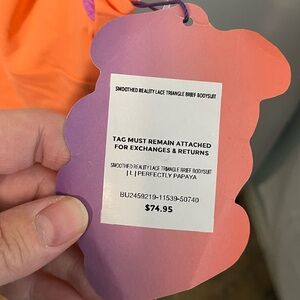 SMOOTHED REALITY LACE TRIANGLE BRIEF BODYSUIT
TAG MUST REMAIN ATTACHED
FOR EXCHANGES & RETURNS
SMOOTHED REALITY LACE TRIANGLE BRIEF BODYSUIT
| L | PERFECTLY PAPAYA
BU2459219-11539-50740
$74.95